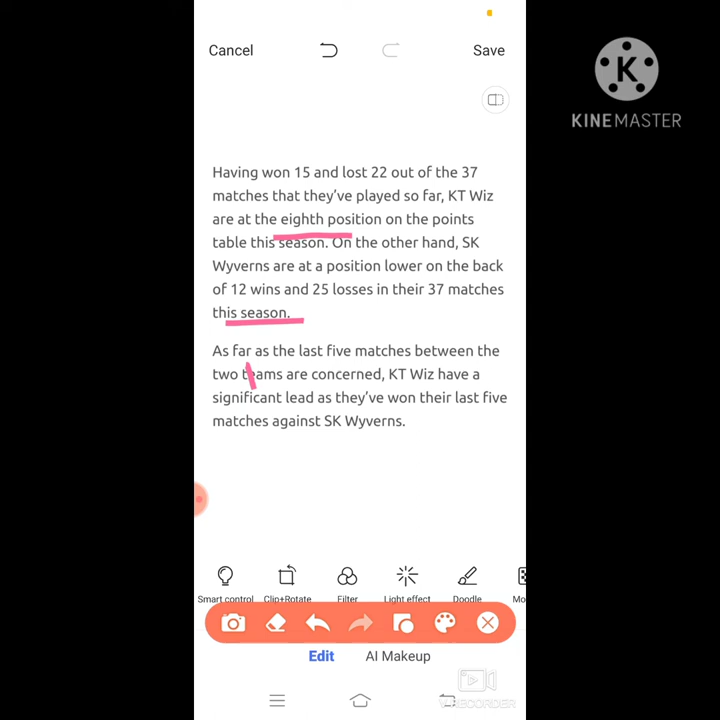 Cancel
Save
K
KINEMASTER
Having won 15 and lost 22 out of the 37
matches that they've played so far, KT Wiz
are at the eighth position on the points
table this season. On the other hand, SK
Wyverns are at a position lower on the back
of 12 wins and 25 losses in their 37 matches
this season.
As far as the last five matches between the
two teams are concerned, KT Wiz have a
significant lead as they've won their last five
matches against SK Wyverns.
Smart control Clip+Rotate Filter Light effect Doodle Mo
Edit AI Makeup
V RECORDER